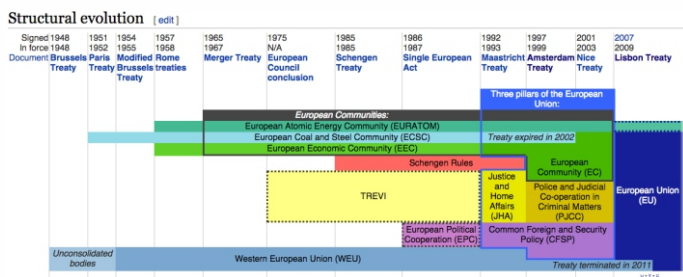 Structural evolution [ edit ]
Signed 1948 1951 1954 1957 1965 1975 1985 1986 1992 1997 2001 2007
In force 1948 1952 1955 1958 1967 N/A 1985 1987 1993 1999 2003 2009
Document Brussels Paris Modified Rome Merger Treaty European Schengen Single European Maastricht Amsterdam Nice Lisbon Treaty
Treaty Treaty Brussels treaties Council Treaty Act Treaty Treaty Treaty
Treaty conclusion
Three pillars of the European
Union:
European Communities:
European Atomic Energy Community (EURATOM)
European Coal and Steel Community (ECSC) Treaty expired in 2002
European Economic Community (EEC)
Schengen Rules European
Community (EC)
TREVI
Justice
and
Home
Affairs
(JHA)
Police and Judicial
Co-operation in
Criminal Matters
(PJCC)
European Union
(EU)
European Political
Cooperation (EPC)
Common Foreign and Security
Policy (CFSP)
Unconsolidated
bodies
Western European Union (WEU)
Treaty terminated in 2011